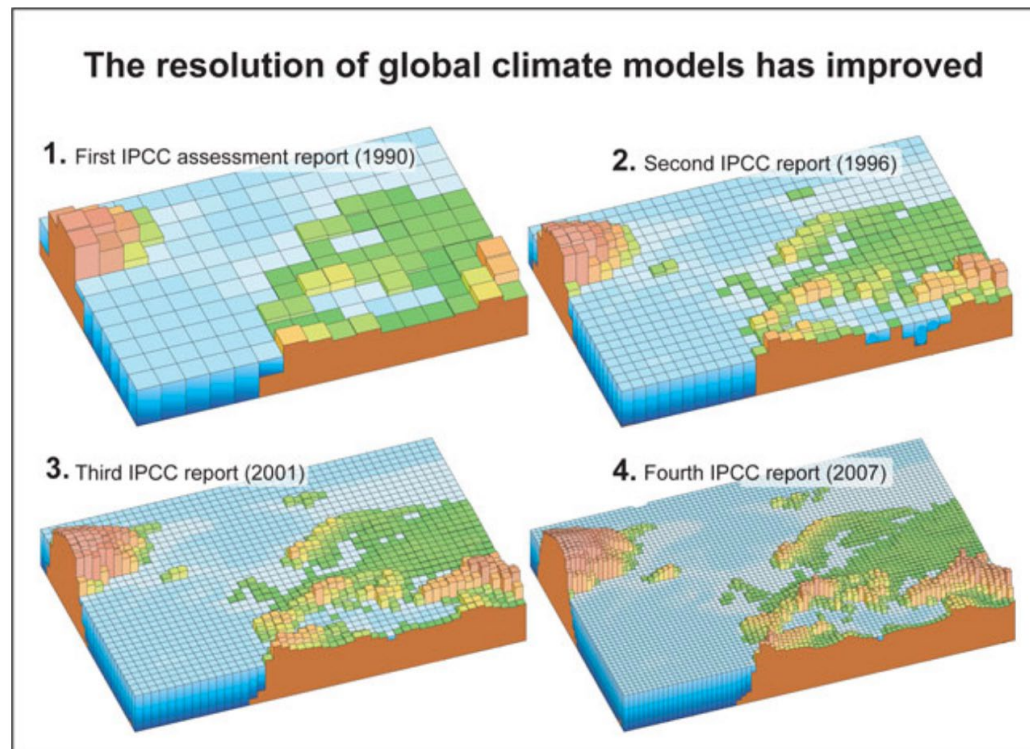 The resolution of global climate models has improved
1. First IPCC assessment report (1990)
2. Second IPCC report (1996)
3. Third IPCC report (2001)
4. Fourth IPCC report (2007)